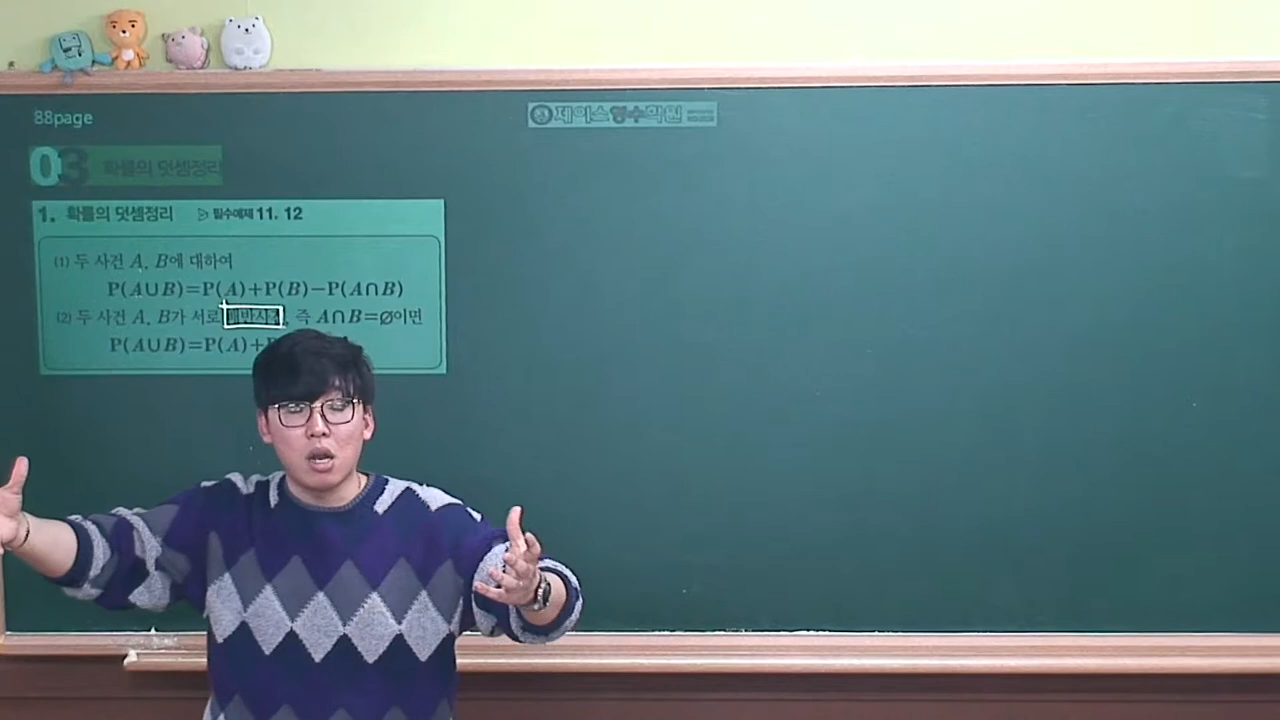 88page
제이스영수학원
03 확률의 덧셈정리
1. 확률의 덧셈정리 필수예제 11. 12
(1) 두 사건 A, B에 대하여
P(A∪B)=P(A)+P(B)−P(A∩B)
(2) 두 사건 A, B가 서로 배반사건, 즉 A∩B=∅이면
P(A∪B)=P(A)+P